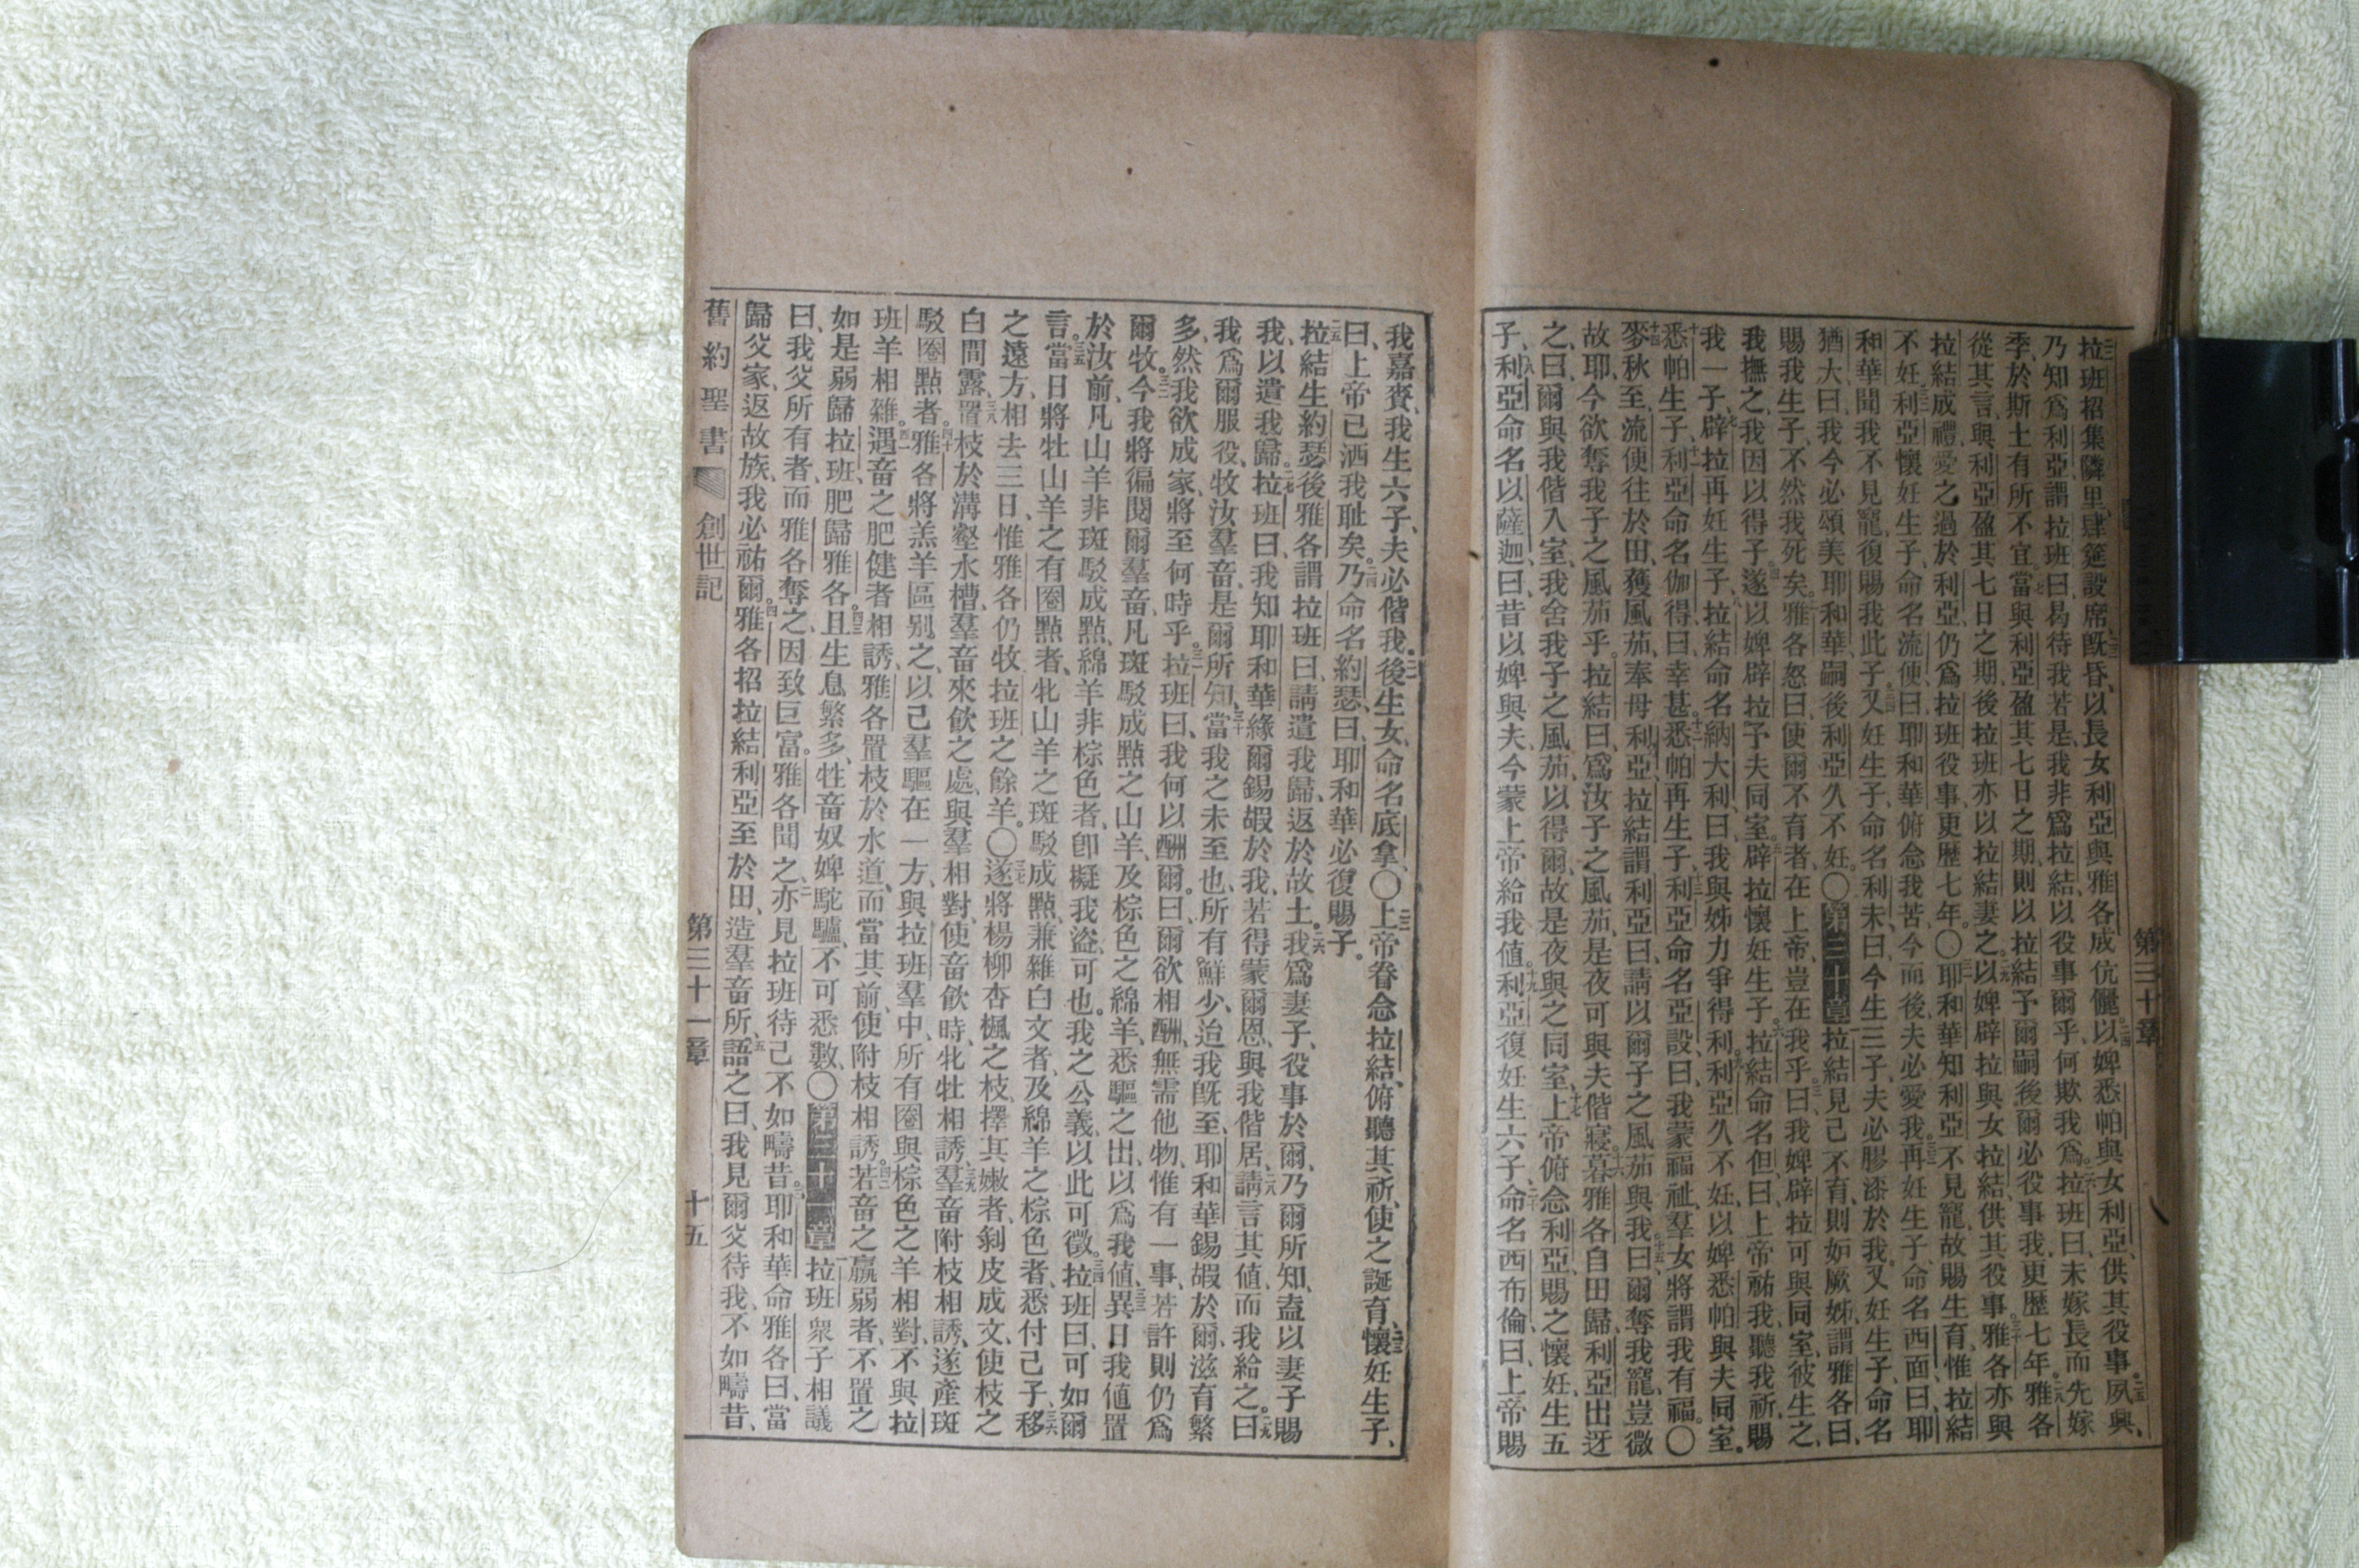 第三十章
拉班招集隣里、肆筵設席、旣昏、以長女利亞與雅各成伉儷。以婢悉帕與女利亞、供其役事。夙興、
乃知爲利亞、謂拉班曰、易待我若是、我非爲拉結、以役事爾乎、何欺我爲。拉班曰、未嫁長而先嫁
季、於斯土有所不宜。當與利亞盈其七日之期、則以拉結予爾嗣後爾必役事我、更歷七年。雅各
從其言、與利亞盈其七日之期後拉班亦以拉結妻之。以婢辟拉與女拉結、供其役事。雅各亦與
拉結成禮、愛之過於利亞、仍爲拉班役事、更歷七年。〇耶和華知利亞不見寵、故賜生育、惟拉結
不妊、利亞懷妊生子、命名流便曰、耶和華俯念我苦、今而後、夫必愛我。再妊生子、命名西面曰、耶
和華聞我不見寵、復賜我此子。又妊生子、命名利未曰、今生三子、夫必膠漆於我。又妊生子、命名
猶大曰、我今必頌美耶和華、嗣後利亞久不妊。〇第三十章拉結見己不育、則妬厥姊、謂雅各曰、
賜我生子、不然我死矣。雅各怒曰、使爾不育者、在上帝、豈在我乎。曰、我婢辟拉可與同室、彼生之、
我撫之、我因以得子。遂以婢辟拉予夫同室。辟拉懷妊生子。拉結命名但曰、上帝祐我聽我祈、賜
我一子、辟拉再妊生子、拉結命名納大利曰、我與姊力爭得利。利亞久不妊、以婢悉帕與夫同室。
悉帕生子、利亞命名伽得曰、幸甚。悉帕再生子、利亞命名亞設曰、我蒙福祉、羣女將謂我有福。〇
麥秋至、流便往於田、獲風茄、奉母利亞、拉結謂利亞曰、請以爾子之風茄與我。曰、爾奪我寵、豈微
故耶、今欲奪我子之風茄乎。拉結曰、爲汝子之風茄、是夜可與夫偕寢。暮雅各自田歸、利亞出迓
之曰、爾與我偕入室、我舍我子之風茄、以得爾、故是夜與之同室。上帝俯念利亞、賜之懷妊、生五
子、利亞命名以薩迦曰、昔以婢與夫、今蒙上帝給我値。利亞復妊生六子、命名西布倫曰、上帝賜
我嘉賚、我生六子、夫必偕我。後生女、命名底拿、〇上帝眷念拉結、俯聽其祈、使之誕育、懷妊生子、
曰、上帝已洒我耻矣。乃命名約瑟、曰、耶和華必復賜子。
拉結生約瑟後、雅各謂拉班曰、請遣我歸、返於故土。我爲妻子、役事於爾、乃爾所知、盍以妻子賜
我、以遣我歸。拉班曰、我知耶和華緣爾錫嘏於我、若得蒙爾恩、與我偕居、請言其値、而我給之。曰
我爲爾服役、牧汝羣畜、是爾所知、當我之未至也、所有鮮少、迨我旣至、耶和華錫嘏於爾、滋育繁
多、然我欲成家、將至何時乎。拉班曰、我何以酬爾。曰、爾欲相酬、無需他物、惟有一事、若許、則仍爲
爾牧。今我將徧閱爾羣畜、凡斑駁成點之山羊、及棕色之綿羊、悉驅之出、以爲我値、異日我値置
於汝前、凡山羊非斑駁成點、綿羊非棕色者、卽擬我盜、可也。我之公義、以此可徵。拉班曰、可如爾
言。當日將牡山羊之有圈點者、牝山羊之斑駁成點、兼雜白文者、及綿羊之棕色者、悉付己子、移
之遠方、相去三日、惟雅各仍牧拉班之餘羊。〇遂將楊柳杏楓之枝、擇其嫩者、剝皮成文、使枝之
白間露、置枝於溝壑水槽、羣畜來飲之處、與羣相對、使畜飲時、牝牡相誘、羣畜附枝相誘、遂產斑
駁圈點者。雅各將羔羊區别之、以己羣驅在一方、與拉班羣中、所有圈與棕色之羊相對、不與拉
班羊相雜。遇畜之肥健者相誘、雅各置枝於水道、而當其前、使附枝相誘。若畜之羸弱者、不置之
如是弱歸拉班、肥歸雅各。且生息繁多、牲畜奴婢駝驢、不可悉數、〇第三十一章拉班衆子相議
曰、我父所有者、而雅各奪之、因致巨富。雅各聞之、亦見拉班待己不如疇昔。耶和華命雅各曰、當
歸父家、返故族、我必祐爾。雅各招拉結利亞至於田、造羣畜所、語之曰、我見爾父待我、不如疇昔、
舊約聖書 創世記 第三十一章 十五